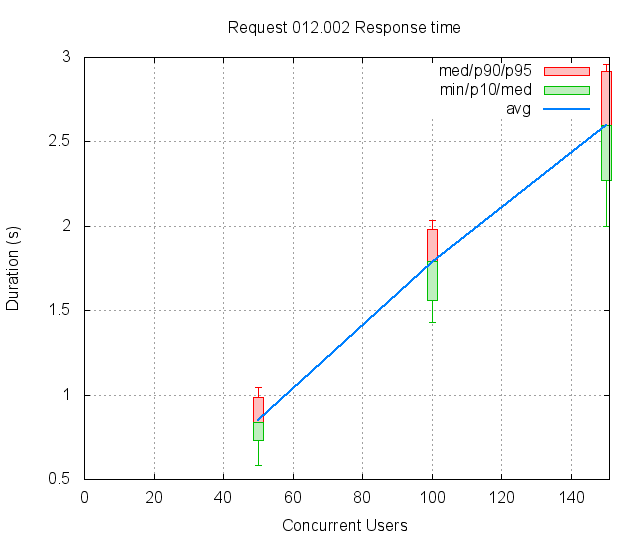 Request 012.002 Response time
3
2.5
2
1.5
1
0.5
Duration (s)
med/p90/p95
min/p10/med
avg
0 20 40 60 80 100 120 140
Concurrent Users